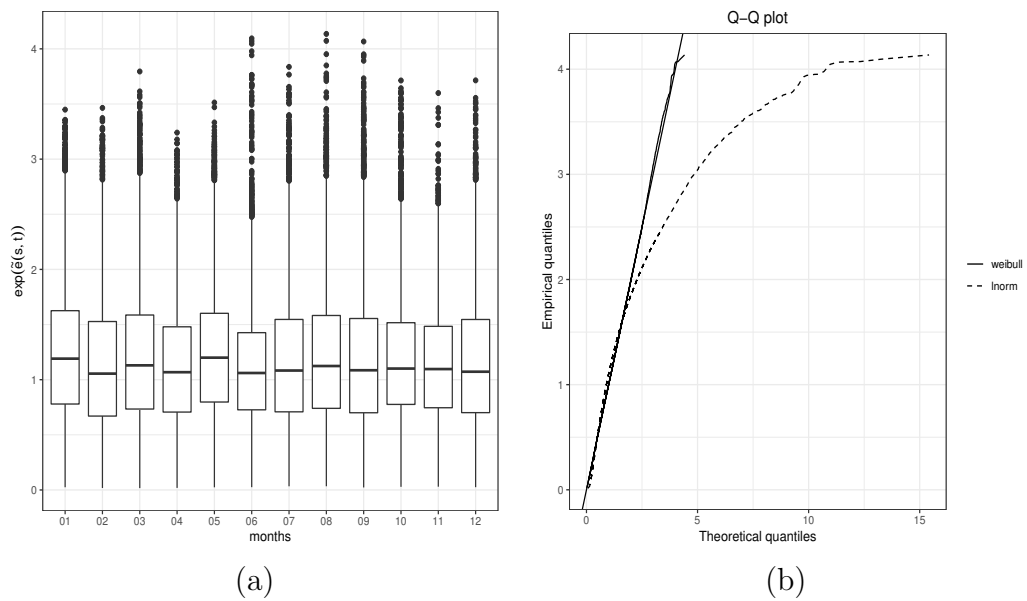 exp(ẽ(s, t))
4
3
2
1
0
01 02 03 04 05 06 07 08 09 10 11 12
months
(a)
Q−Q plot
Empirical quantiles
4
3
2
1
0
0 5 10 15
Theoretical quantiles
weibull
lnorm
(b)